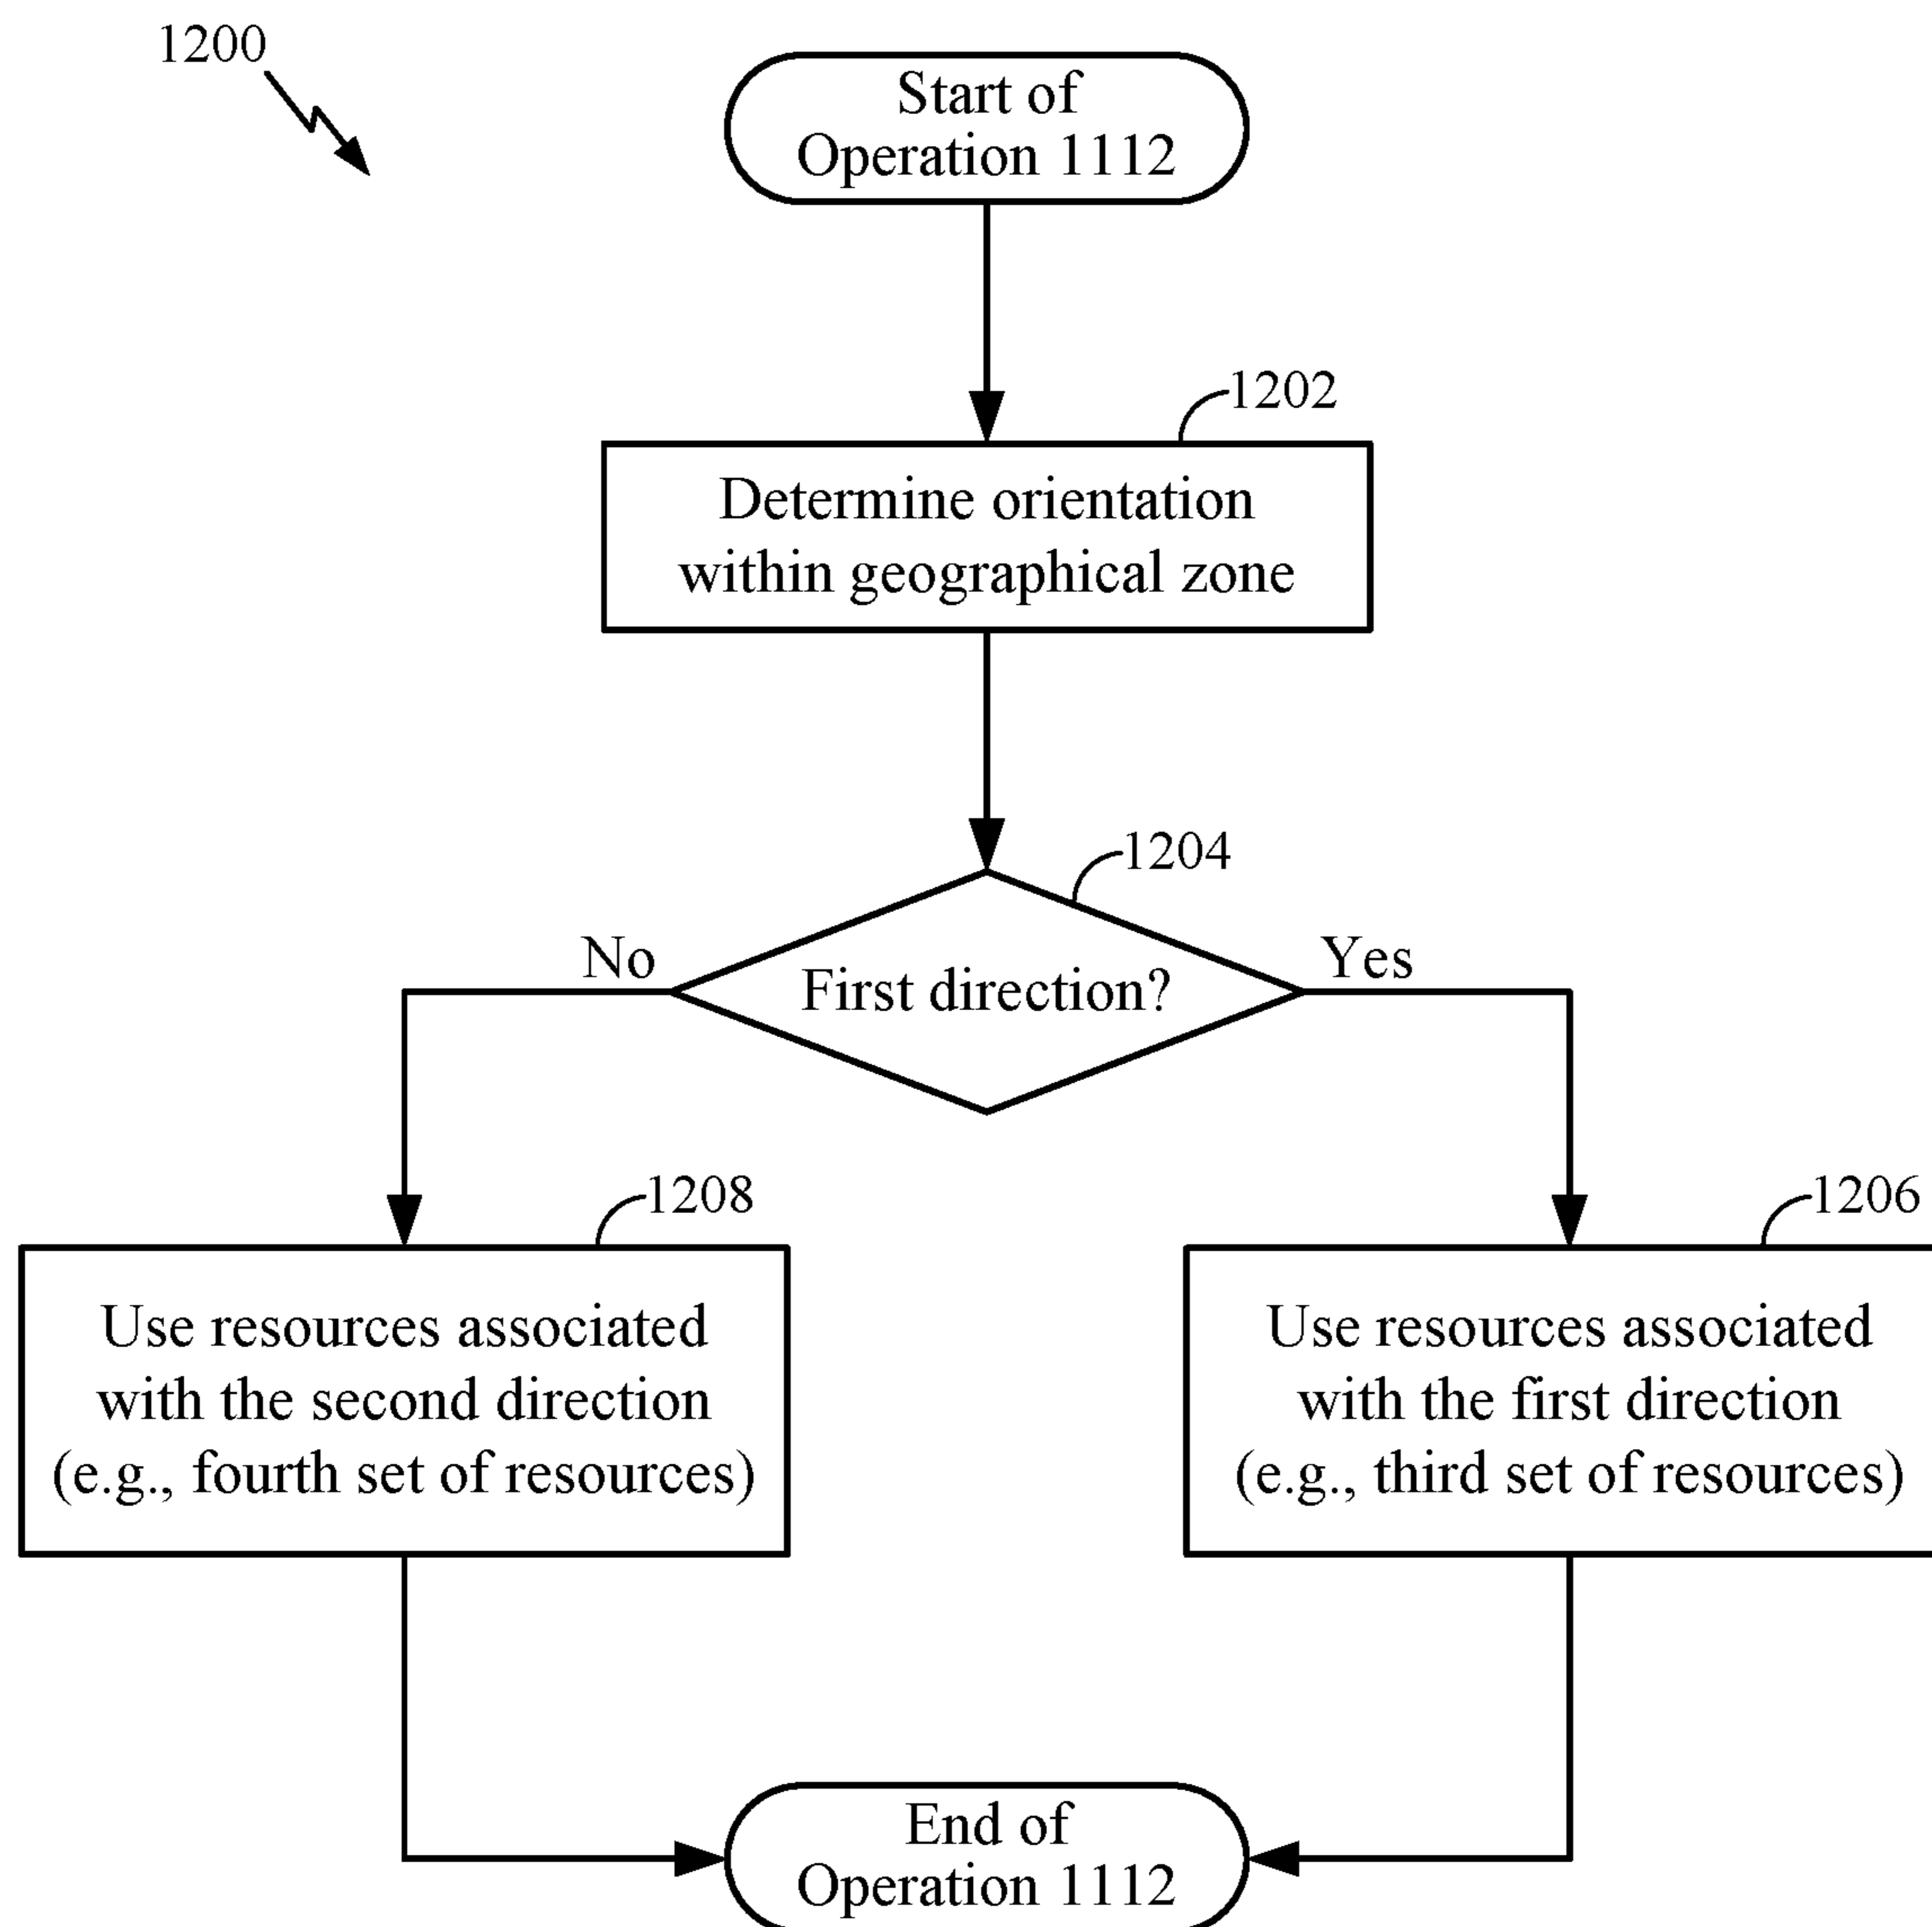 1200
Start of
Operation 1112
1202
Determine orientation
within geographical zone
1204
No
First direction?
Yes
1208
Use resources associated
with the second direction
(e.g., fourth set of resources)
1206
Use resources associated
with the first direction
(e.g., third set of resources)
End of
Operation 1112